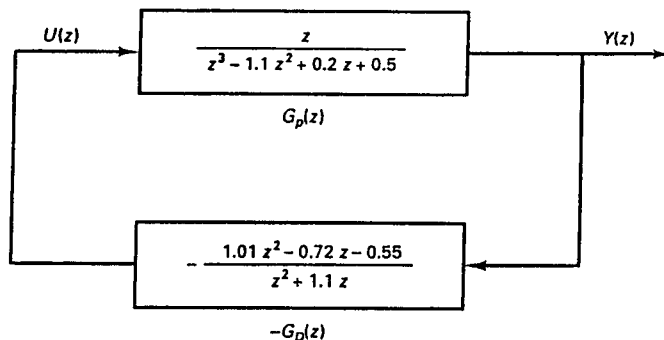 U(z)
z
z³ − 1.1 z² + 0.2 z + 0.5
Y(z)
Gₚ(z)
− 1.01 z² − 0.72 z − 0.55
z² + 1.1 z
−G_D(z)